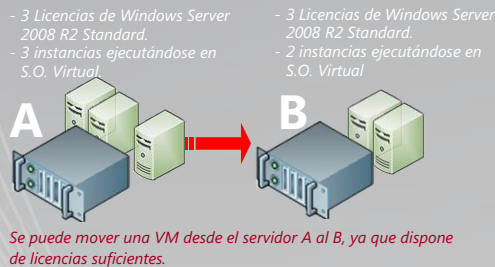 - 3 Licencias de Windows Server
2008 R2 Standard.
- 3 instancias ejecutándose en
S.O. Virtual
- 3 Licencias de Windows Server
2008 R2 Standard.
- 2 instancias ejecutándose en
S.O. Virtual
A
B
Se puede mover una VM desde el servidor A al B, ya que dispone
de licencias suficientes.